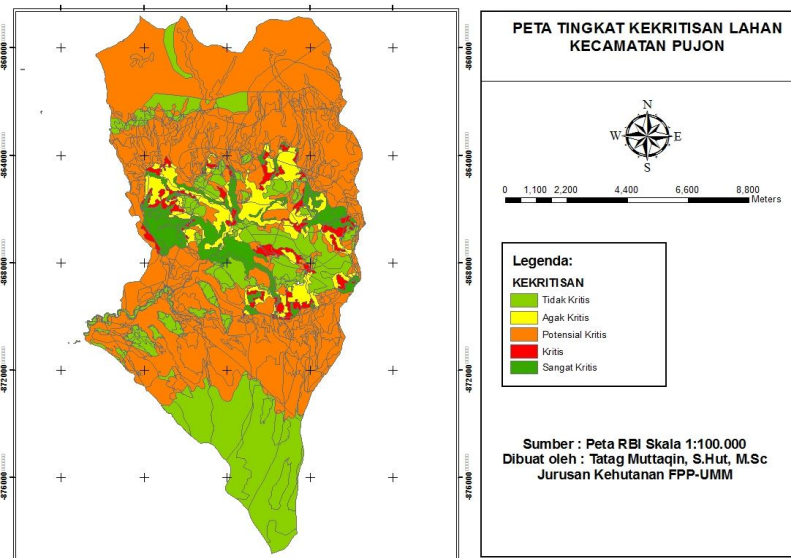 PETA TINGKAT KEKRITISAN LAHAN
KECAMATAN PUJON
N
W E
S
0 1,100 2,200 4,400 6,600 8,800
Meters
Legenda:
KEKRITISAN
Tidak Kritis
Agak Kritis
Potensial Kritis
Kritis
Sangat Kritis
Sumber : Peta RBI Skala 1:100.000
Dibuat oleh : Tatag Muttaqin, S.Hut, M.Sc
Jurusan Kehutanan FPP-UMM
-860000
-864000
-868000
-872000
-876000
-860000
-864000
-868000
-872000
-876000